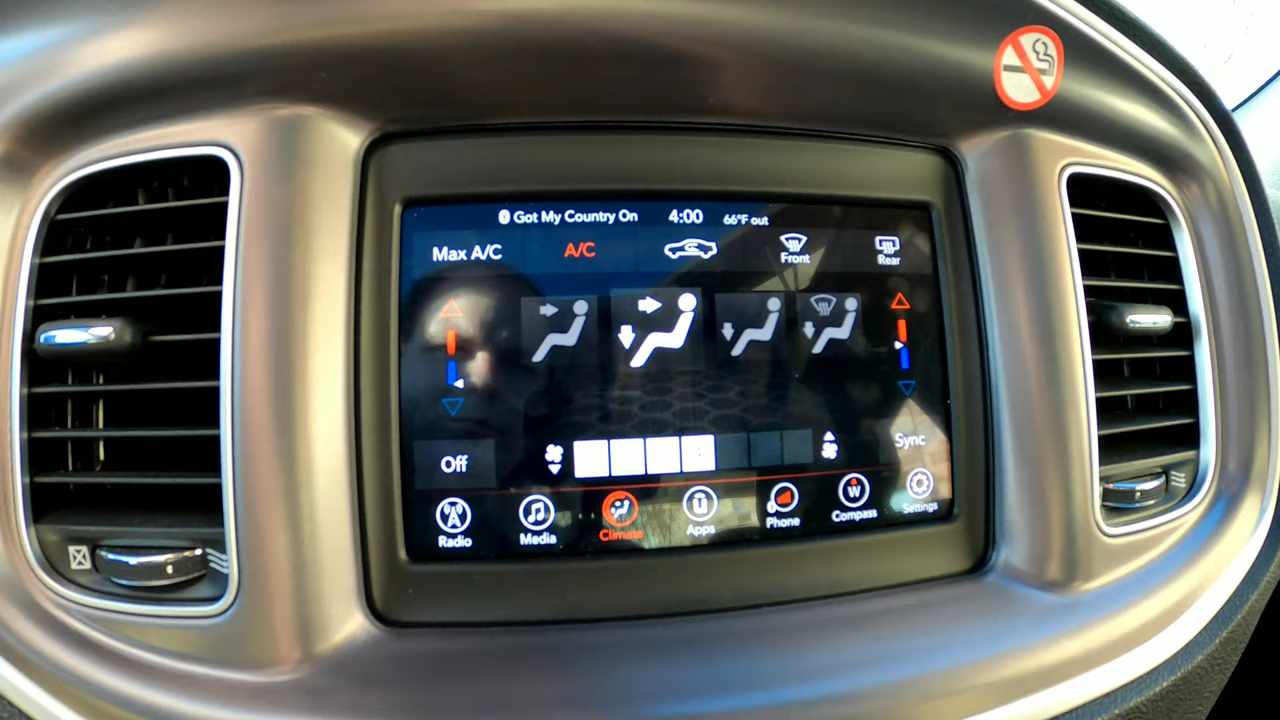 Got My Country On 4:00 66°F out
Max A/C A/C Front Rear
Off Sync
Radio Media Climate Apps Phone Compass Settings
W